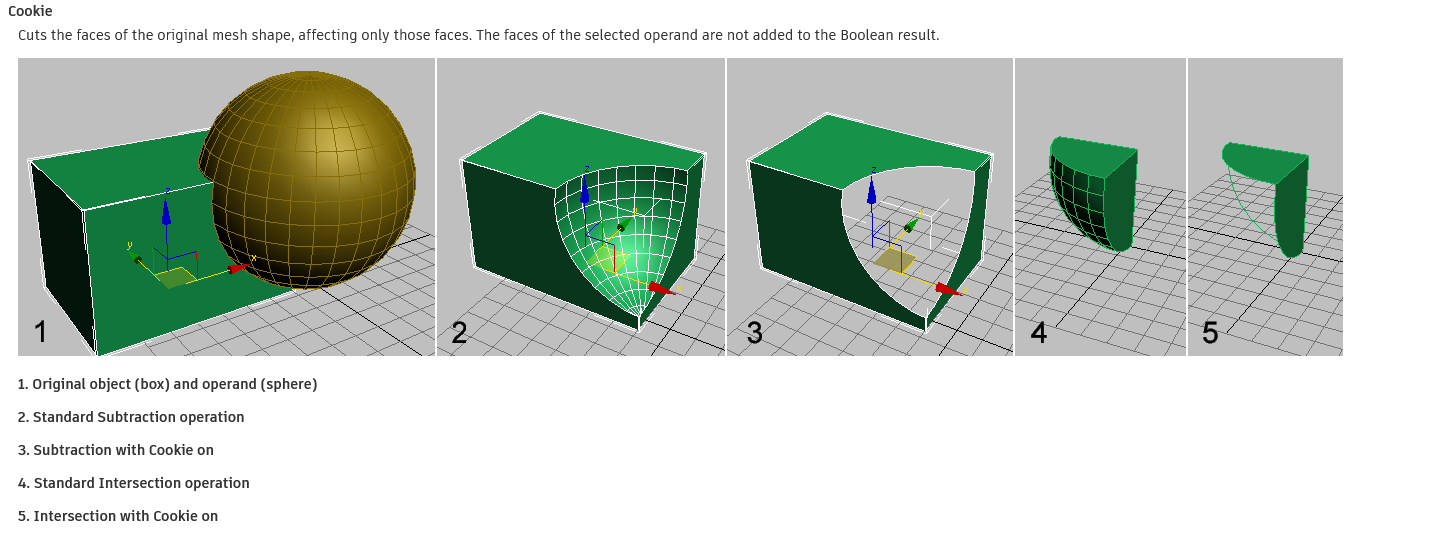 Cookie
Cuts the faces of the original mesh shape, affecting only those faces. The faces of the selected operand are not added to the Boolean result.
1
2
3
4
5
z
y
x
z
y
x
z
y
x
1. Original object (box) and operand (sphere)
2. Standard Subtraction operation
3. Subtraction with Cookie on
4. Standard Intersection operation
5. Intersection with Cookie on